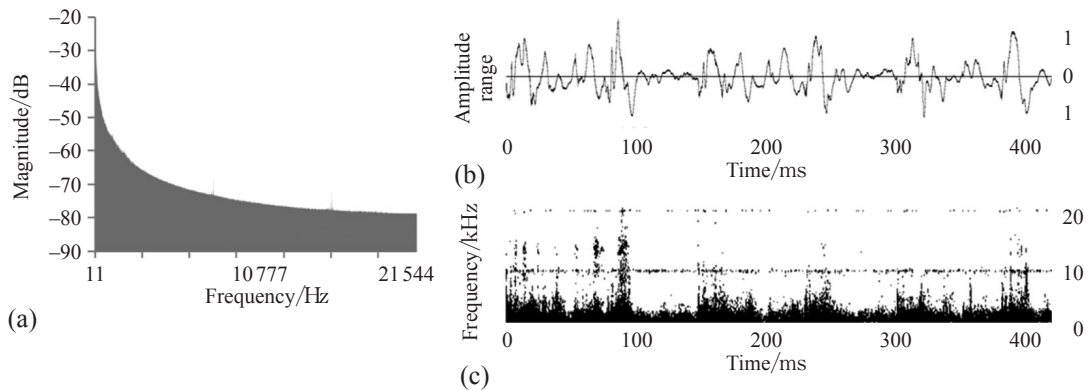 −20
−30
−40
−50
−60
−70
−80
−90
Magnitude/dB
11 10 777 21 544
Frequency/Hz
(a)
Amplitude
range
1
0
1
0 100 200 300 400
Time/ms
(b)
Frequency/kHz
20
10
0
0 100 200 300 400
Time/ms
(c)